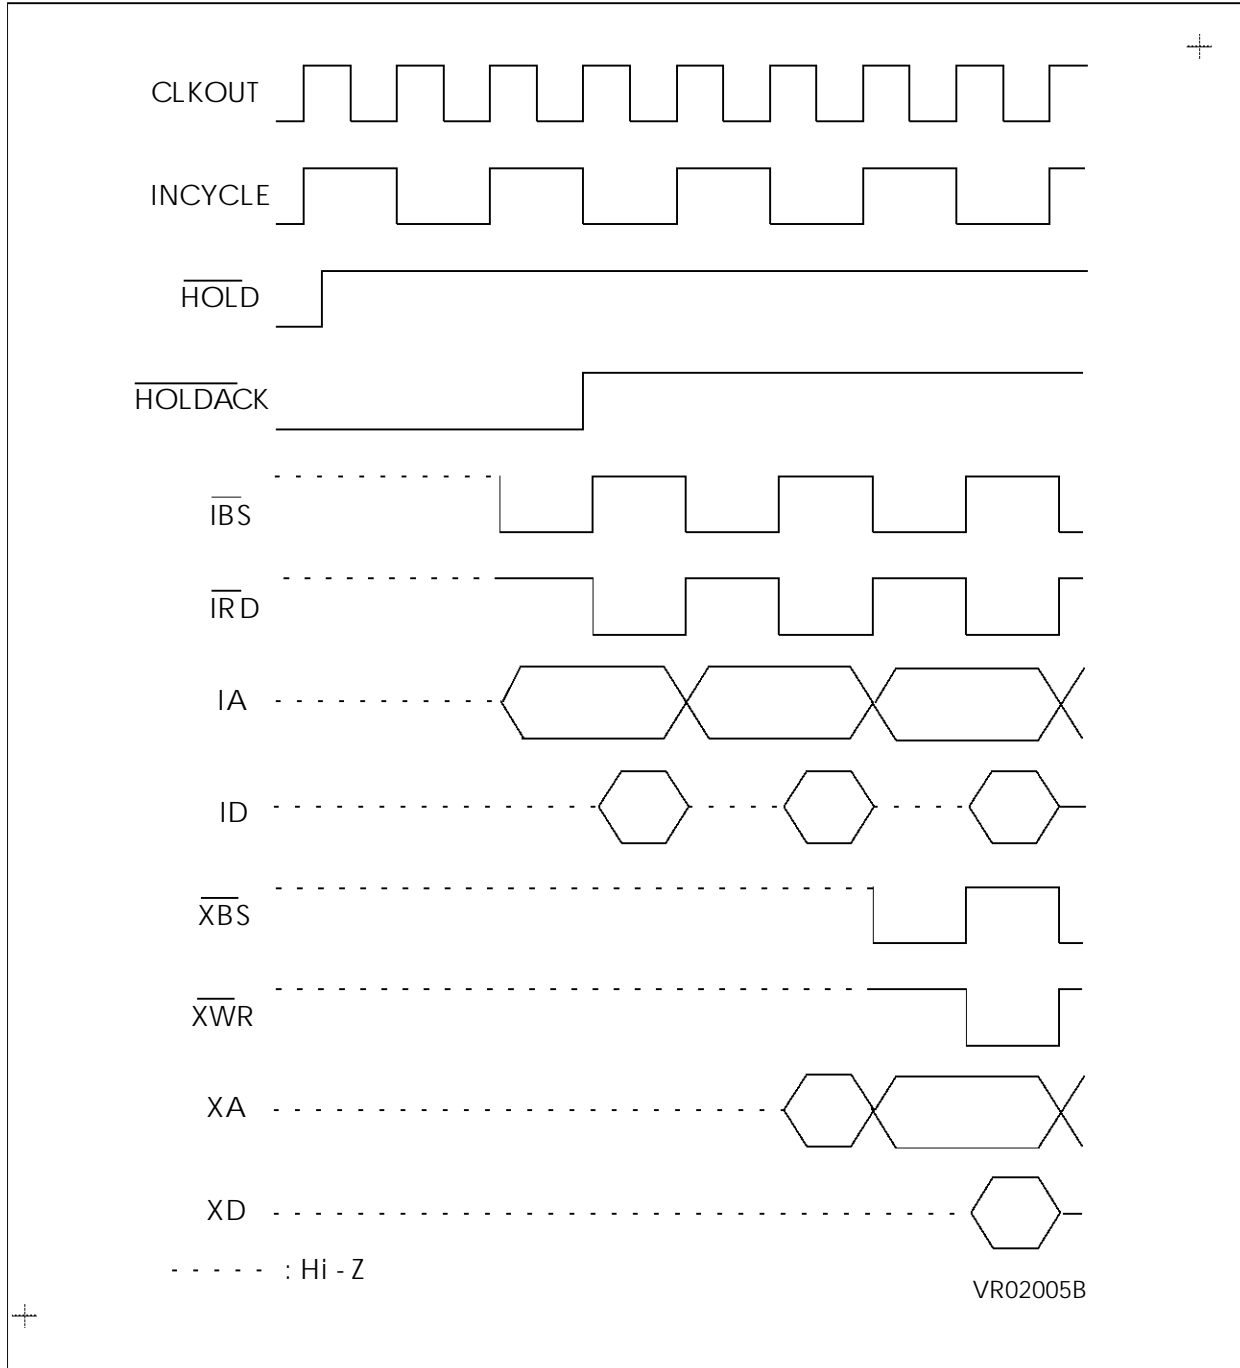 CLKOUT
INCYCLE
HOLD
HOLDACK
IBS
IRD
IA
ID
XBS
XWR
XA
XD
- - - - - : Hi - Z
VR02005B